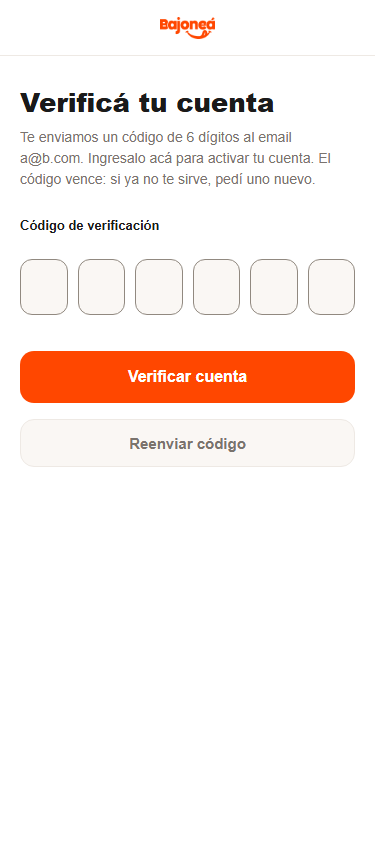 Bajoneá
Verificá tu cuenta
Te enviamos un código de 6 dígitos al email
a@b.com. Ingresalo acá para activar tu cuenta. El
código vence: si ya no te sirve, pedí uno nuevo.
Código de verificación
Verificar cuenta
Reenviar código